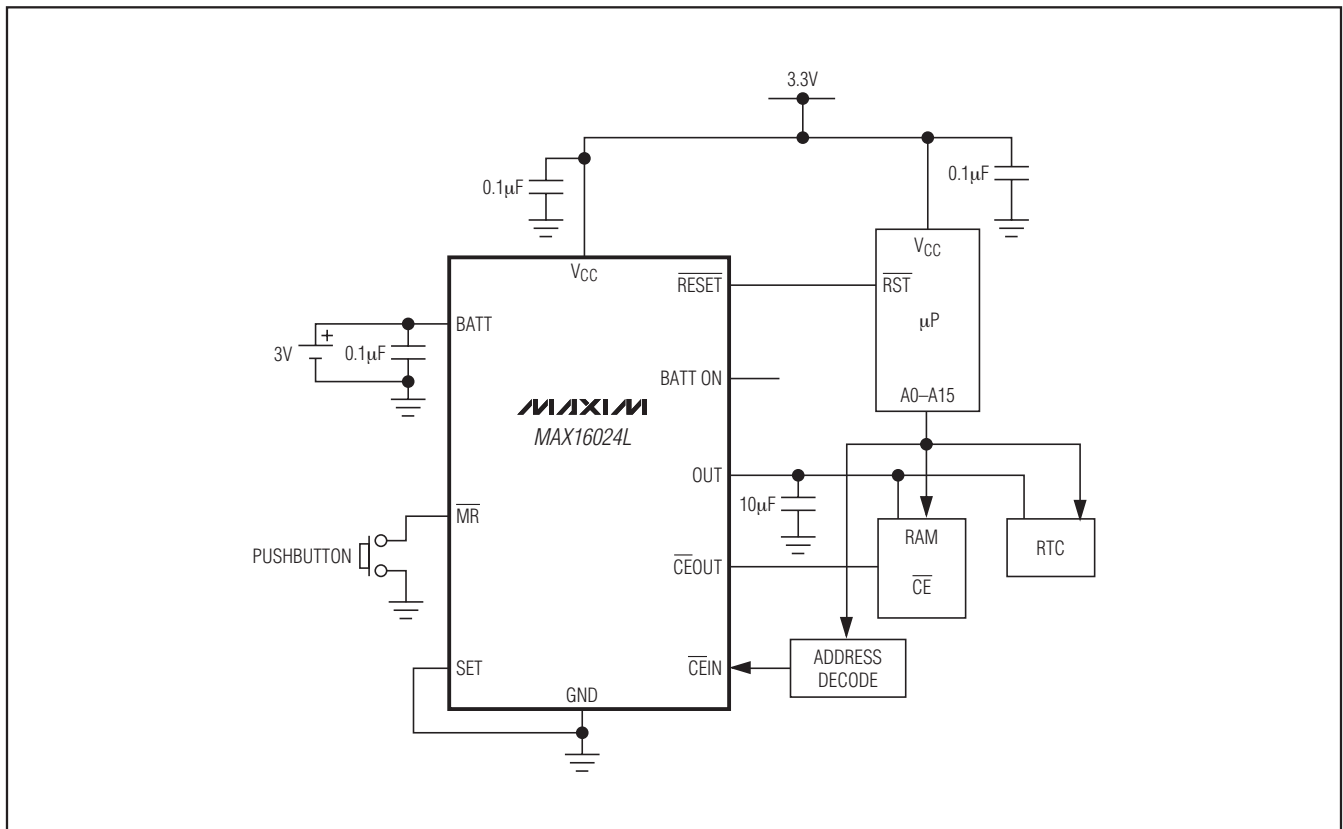 3.3V
0.1µF
0.1µF
VCC
VCC
RESET
RST
µP
BATT
3V
0.1µF
BATT ON
A0–A15
MAXIM
MAX16024L
OUT
10µF
MR
RAM
RTC
PUSHBUTTON
CEOUT
CE
SET
CEIN
ADDRESS
DECODE
GND